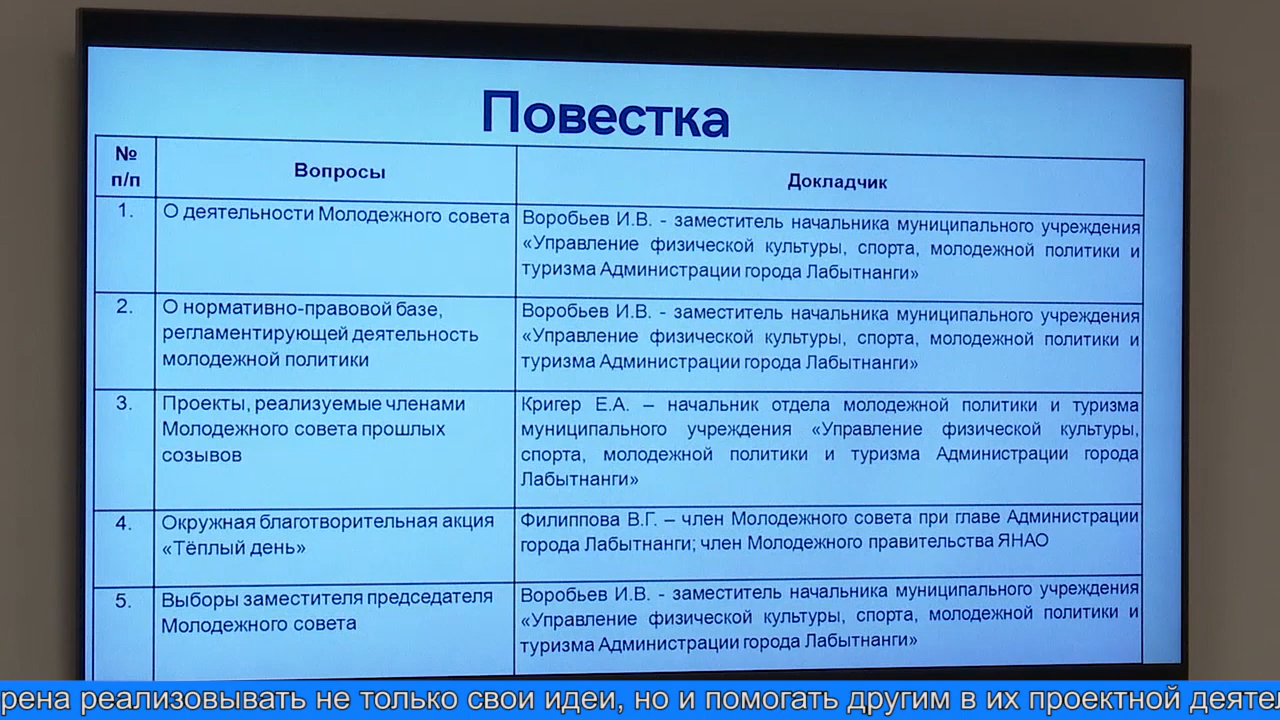 Повестка
№
п/п
Вопросы
Докладчик
1.
О деятельности Молодежного совета
Воробьев И.В. - заместитель начальника муниципального учреждения
«Управление физической культуры, спорта, молодежной политики и
туризма Администрации города Лабытнанги»
2.
О нормативно-правовой базе,
регламентирующей деятельность
молодежной политики
Воробьев И.В. - заместитель начальника муниципального учреждения
«Управление физической культуры, спорта, молодежной политики и
туризма Администрации города Лабытнанги»
3.
Проекты, реализуемые членами
Молодежного совета прошлых
созывов
Кригер Е.А. – начальник отдела молодежной политики и туризма
муниципального учреждения «Управление физической культуры,
спорта, молодежной политики и туризма Администрации города
Лабытнанги»
4.
Окружная благотворительная акция
«Тёплый день»
Филиппова В.Г. – член Молодежного совета при главе Администрации
города Лабытнанги; член Молодежного правительства ЯНАО
5.
Выборы заместителя председателя
Молодежного совета
Воробьев И.В. - заместитель начальника муниципального учреждения
«Управление физической культуры, спорта, молодежной политики и
туризма Администрации города Лабытнанги»
рена реализовывать не только свои идеи, но и помогать другим в их проектной деяте